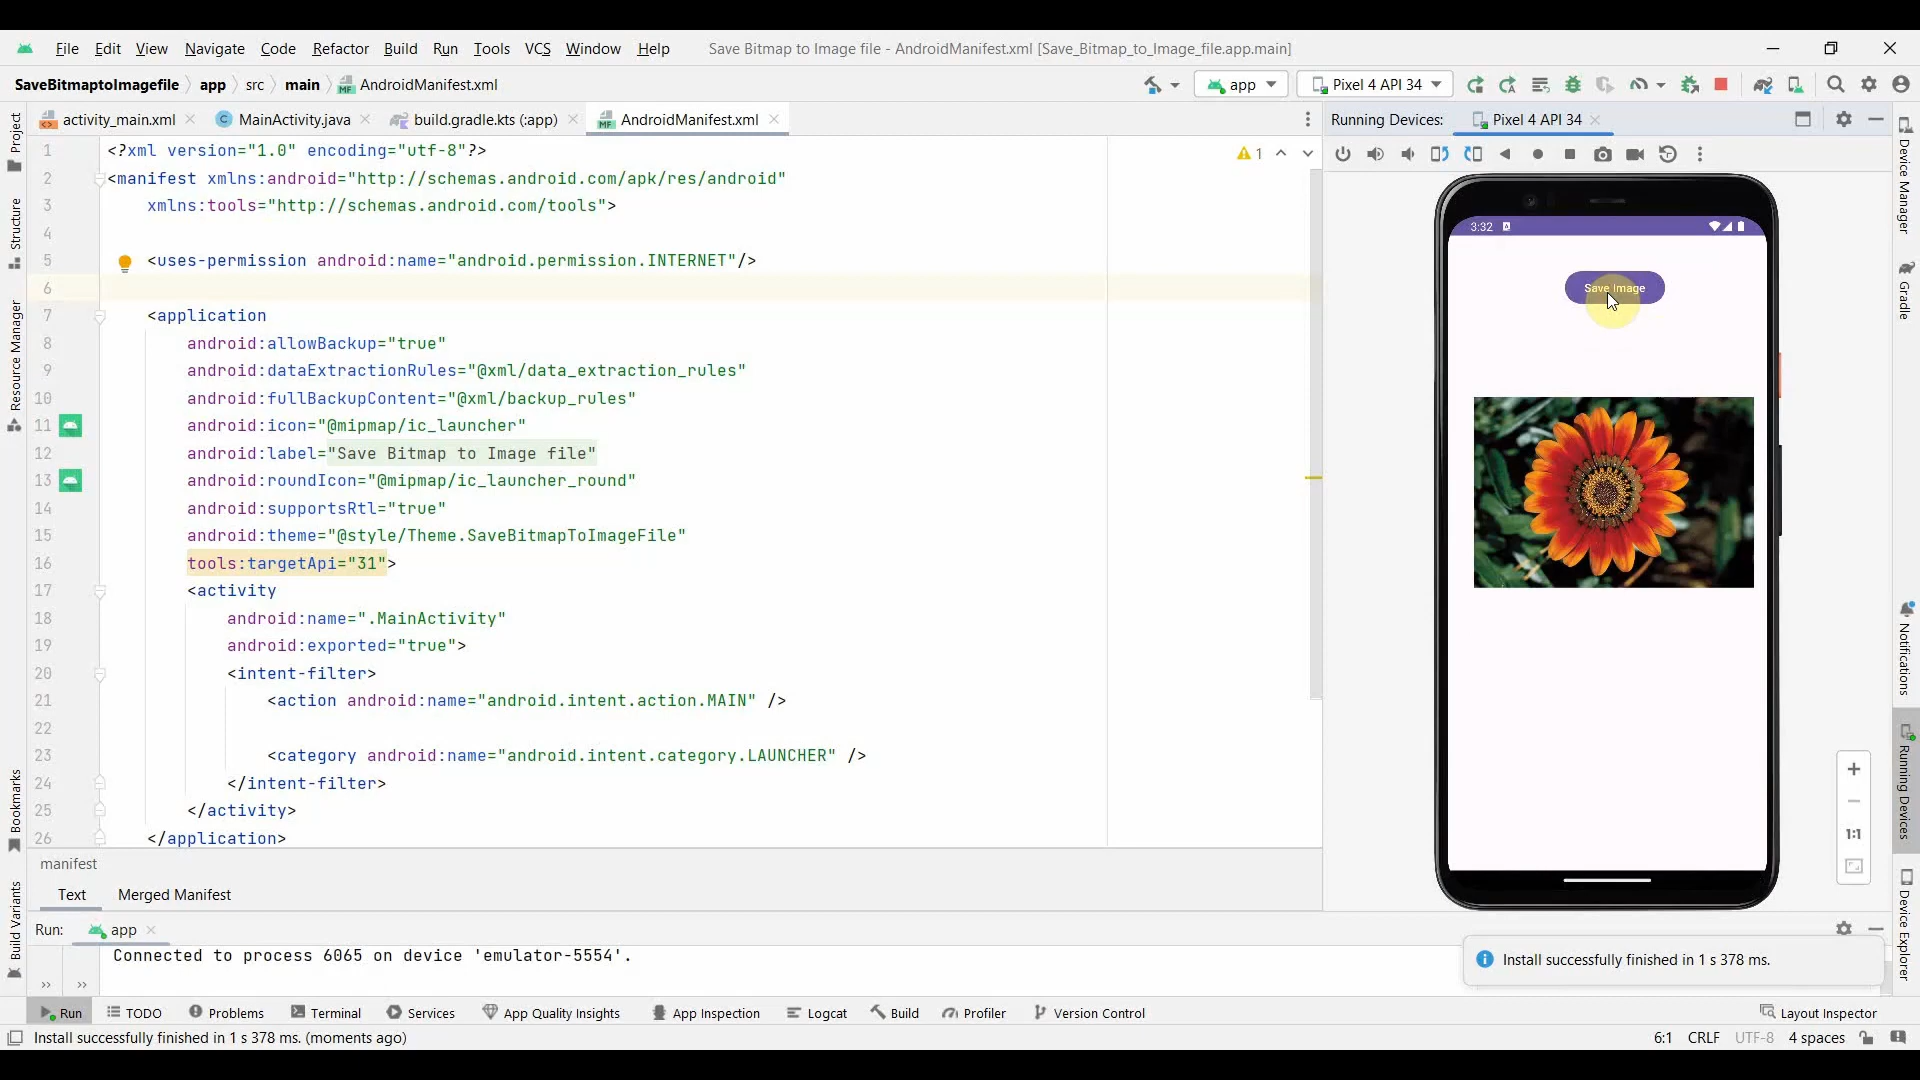 File Edit View Navigate Code Refactor Build Run Tools VCS Window Help Save Bitmap to Image file - AndroidManifest.xml [Save_Bitmap_to_Image_file.app.main]
SaveBitmaptoImagefile app src main AndroidManifest.xml app Pixel 4 API 34
activity_main.xml MainActivity.java build.gradle.kts (:app) AndroidManifest.xml Running Devices: Pixel 4 API 34
1 <?xml version="1.0" encoding="utf-8"?>
2 <manifest xmlns:android="http://schemas.android.com/apk/res/android"
3 xmlns:tools="http://schemas.android.com/tools">
4
5 <uses-permission android:name="android.permission.INTERNET"/>
6
7 <application
8 android:allowBackup="true"
9 android:dataExtractionRules="@xml/data_extraction_rules"
10 android:fullBackupContent="@xml/backup_rules"
11 android:icon="@mipmap/ic_launcher"
12 android:label="Save Bitmap to Image file"
13 android:roundIcon="@mipmap/ic_launcher_round"
14 android:supportsRtl="true"
15 android:theme="@style/Theme.SaveBitmapToImageFile"
16 tools:targetApi="31">
17 <activity
18 android:name=".MainActivity"
19 android:exported="true">
20 <intent-filter>
21 <action android:name="android.intent.action.MAIN" />
22
23 <category android:name="android.intent.category.LAUNCHER" />
24 </intent-filter>
25 </activity>
26 </application>
1
manifest
Text Merged Manifest
3:32
Save Image
1:1
Project
Structure
Resource Manager
Bookmarks
Build Variants
Device Manager
Gradle
Notifications
Running Devices
Device Explorer
Run: app
Connected to process 6065 on device 'emulator-5554'.
Install successfully finished in 1 s 378 ms.
Run TODO Problems Terminal Services App Quality Insights App Inspection Logcat Build Profiler Version Control Layout Inspector
Install successfully finished in 1 s 378 ms. (moments ago) 6:1 CRLF UTF-8 4 spaces